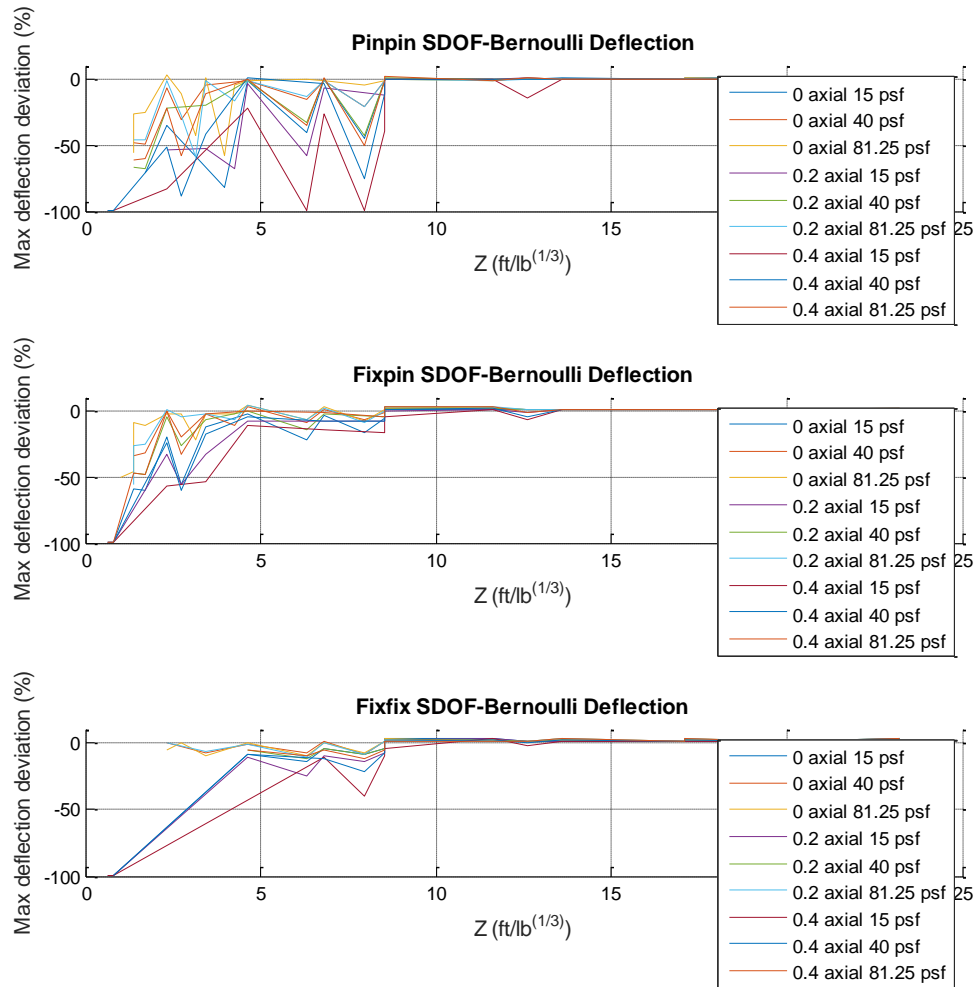 Pinpin SDOF-Bernoulli Deflection
Max deflection deviation (%)
0
-50
-100
0
5
10
15
25
Z (ft/lb^(1/3))
0 axial 15 psf
0 axial 40 psf
0 axial 81.25 psf
0.2 axial 15 psf
0.2 axial 40 psf
0.2 axial 81.25 psf
0.4 axial 15 psf
0.4 axial 40 psf
0.4 axial 81.25 psf
Fixpin SDOF-Bernoulli Deflection
Max deflection deviation (%)
0
-50
-100
0
5
10
15
25
Z (ft/lb^(1/3))
0 axial 15 psf
0 axial 40 psf
0 axial 81.25 psf
0.2 axial 15 psf
0.2 axial 40 psf
0.2 axial 81.25 psf
0.4 axial 15 psf
0.4 axial 40 psf
0.4 axial 81.25 psf
Fixfix SDOF-Bernoulli Deflection
Max deflection deviation (%)
0
-50
-100
0
5
10
15
25
Z (ft/lb^(1/3))
0 axial 15 psf
0 axial 40 psf
0 axial 81.25 psf
0.2 axial 15 psf
0.2 axial 40 psf
0.2 axial 81.25 psf
0.4 axial 15 psf
0.4 axial 40 psf
0.4 axial 81.25 psf